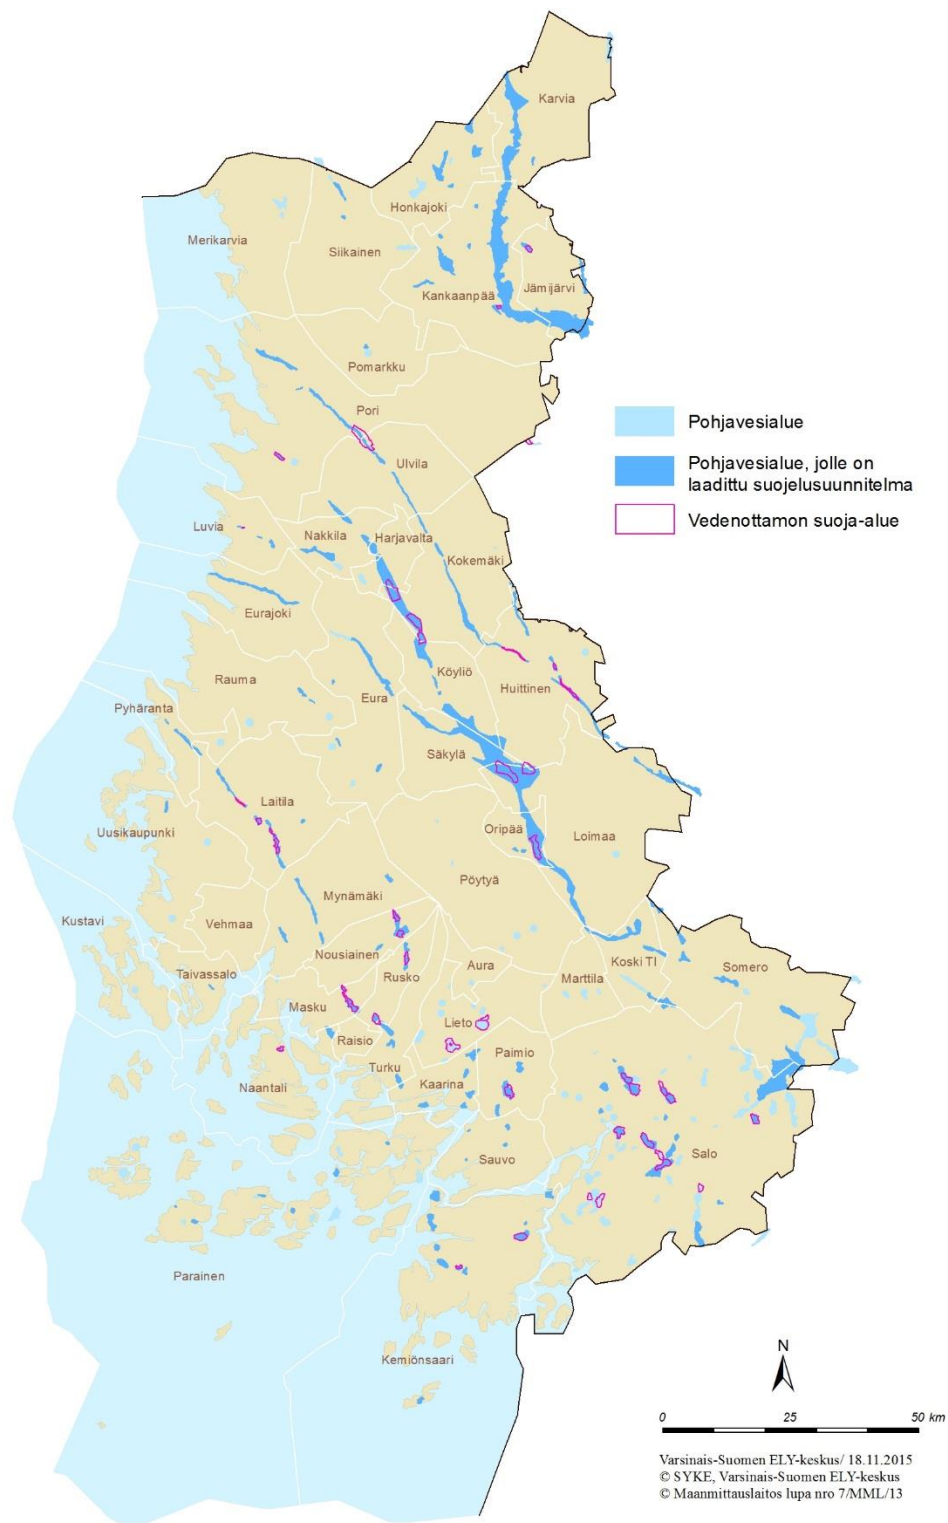 Karvia
Honkajoki
Merikarvia
Siikainen
Jämijärvi
Kankaanpää
Pomarkku
Pori
Pohjavesialue
Ulvila
Pohjavesialue, jolle on
laadittu suojelusuunnitelma
Vedenottamon suoja-alue
Luvia
Nakkila
Harjavalta
Kokemäki
Eurajoki
Rauma
Köyliö
Huittinen
Eura
Pyhäranta
Säkylä
Laitila
Uusikaupunki
Oripää
Loimaa
Pöytyä
Mynämäki
Kustavi
Vehmaa
Nousiainen
Aura
Koski Tl
Somero
Taivassalo
Rusko
Marttila
Masku
Lieto
Raisio
Paimio
Turku
Naantali
Kaarina
Salo
Sauvo
Parainen
Kemiönsaari
N
0 25 50 km
Varsinais-Suomen ELY-keskus/ 18.11.2015
© SYKE, Varsinais-Suomen ELY-keskus
© Maanmittauslaitos lupa nro 7/MML/13